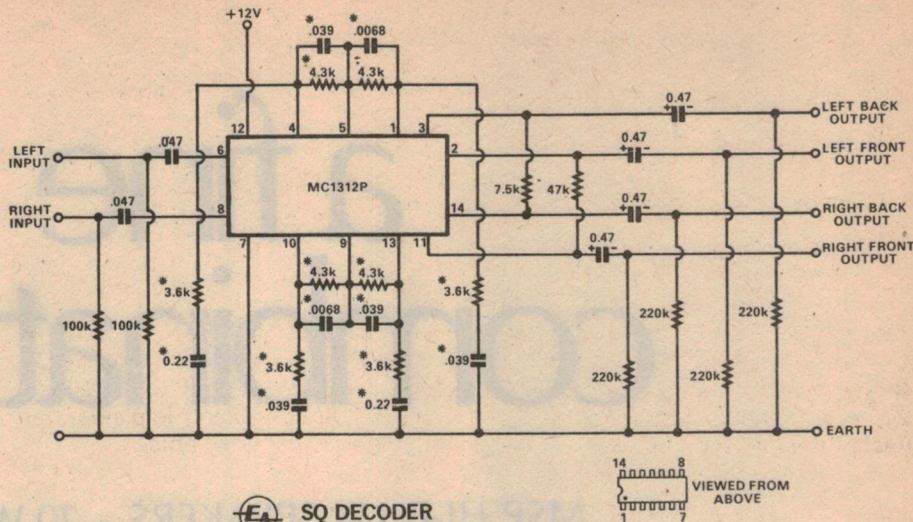 +12V
* .039 * .0068
* 4.3k * 4.3k
12 4 5 1 3
LEFT INPUT .047 6
MC1312P
2
RIGHT INPUT .047 8
14
7 10 9 13 11
0.47 LEFT BACK OUTPUT
0.47 LEFT FRONT OUTPUT
7.5k 47k
0.47 RIGHT BACK OUTPUT
0.47 RIGHT FRONT OUTPUT
* 4.3k * 4.3k
* .0068 * .039
100k 100k
* 3.6k
* 0.22
* 3.6k
* .039
* 3.6k
* 0.22
* 3.6k
* .039
220k 220k 220k 220k
EARTH
EA SQ DECODER
14 8
1 7
VIEWED FROM ABOVE